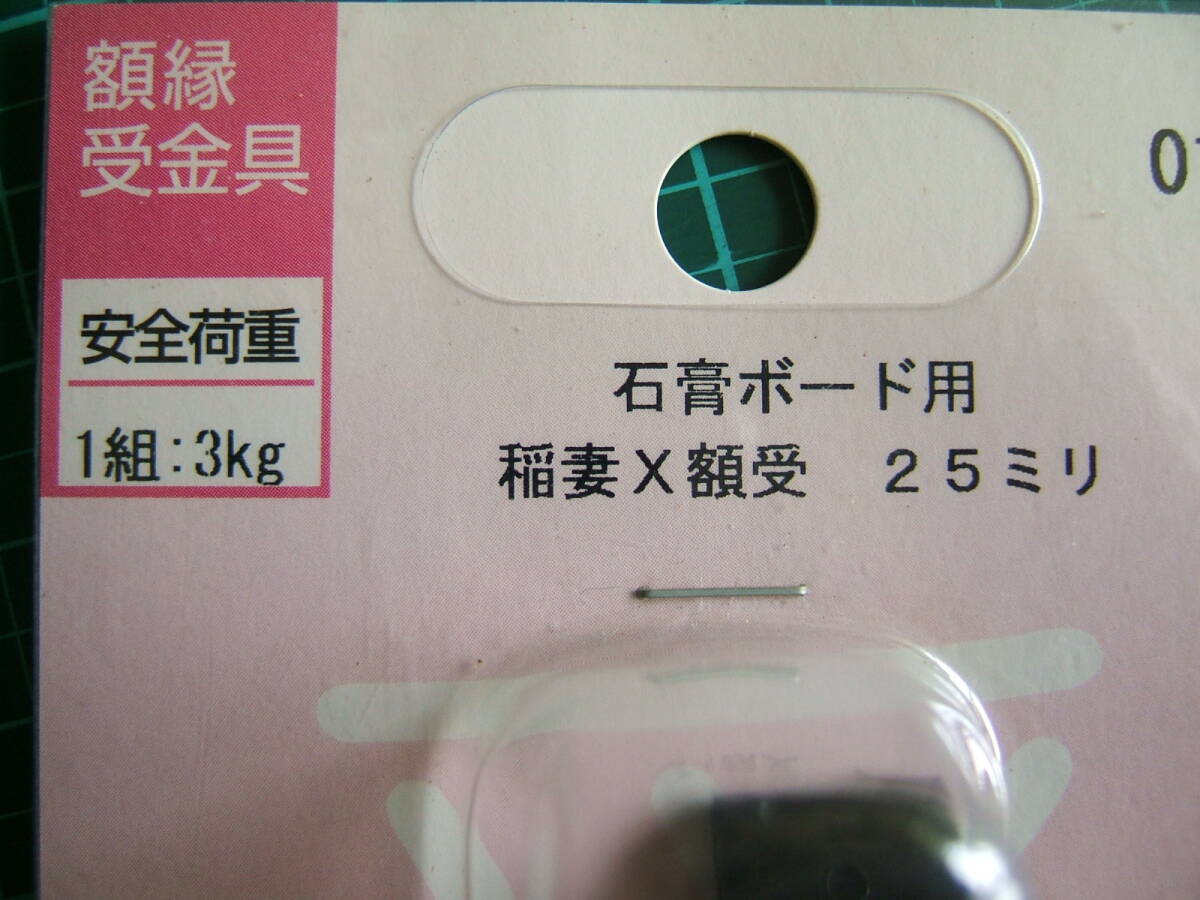 額縁
受金具
安全荷重
1組:3kg
石膏ボード用
稲妻X額受 25ミリ